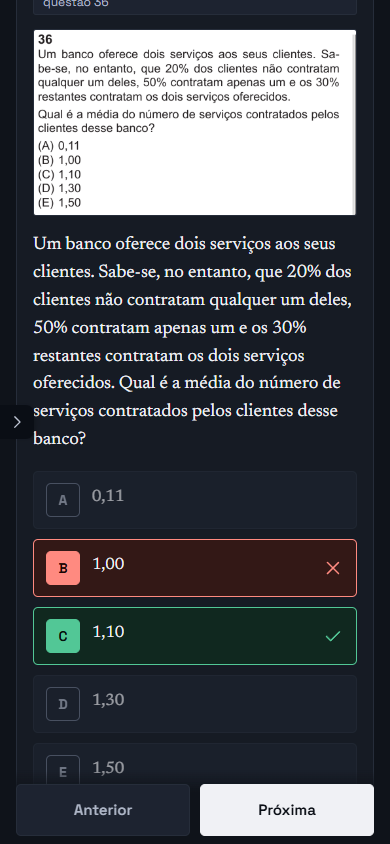 questão 36
36
Um banco oferece dois serviços aos seus clientes. Sa-
be-se, no entanto, que 20% dos clientes não contratam
qualquer um deles, 50% contratam apenas um e os 30%
restantes contratam os dois serviços oferecidos.
Qual é a média do número de serviços contratados pelos
clientes desse banco?
(A) 0,11
(B) 1,00
(C) 1,10
(D) 1,30
(E) 1,50
Um banco oferece dois serviços aos seus
clientes. Sabe-se, no entanto, que 20% dos
clientes não contratam qualquer um deles,
50% contratam apenas um e os 30%
restantes contratam os dois serviços
oferecidos. Qual é a média do número de
serviços contratados pelos clientes desse
banco?
A 0,11
B 1,00
C 1,10
D 1,30
E 1,50
Anterior
Próxima